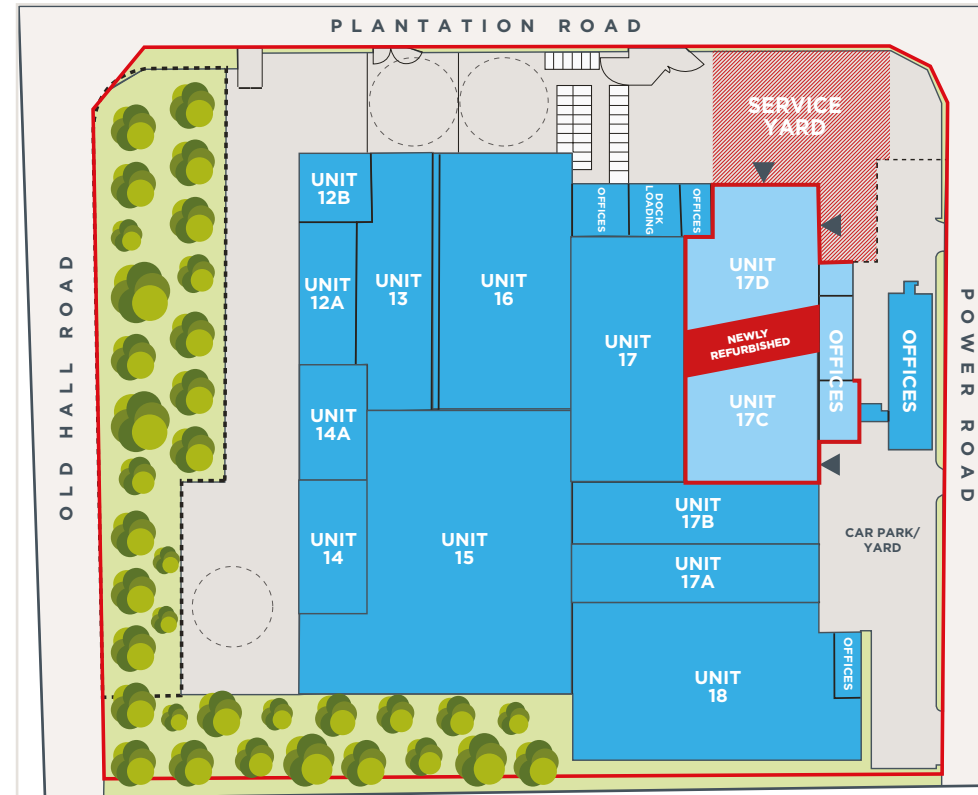 PLANTATION ROAD
SERVICE
YARD
UNIT
12B
OFFICES
DOCK
LOADING
OFFICES
UNIT
12A
UNIT
13
UNIT
16
UNIT
17D
OLD HALL ROAD
POWER ROAD
UNIT
17
NEWLY
REFURBISHED
OFFICES
OFFICES
UNIT
14A
UNIT
17C
UNIT
14
UNIT
15
UNIT
17B
CAR PARK/
YARD
UNIT
17A
UNIT
18
OFFICES